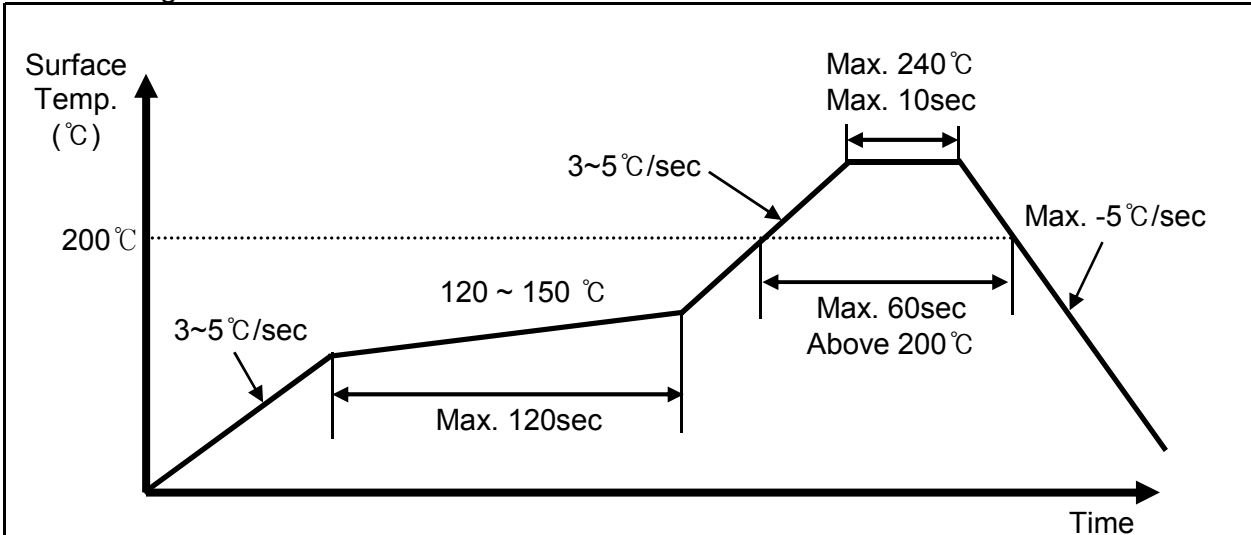 Surface
Temp.
(℃)
Max. 240℃
Max. 10sec
3~5℃/sec
Max. -5℃/sec
200℃
120 ~ 150 ℃
Max. 60sec
Above 200℃
3~5℃/sec
Max. 120sec
Time